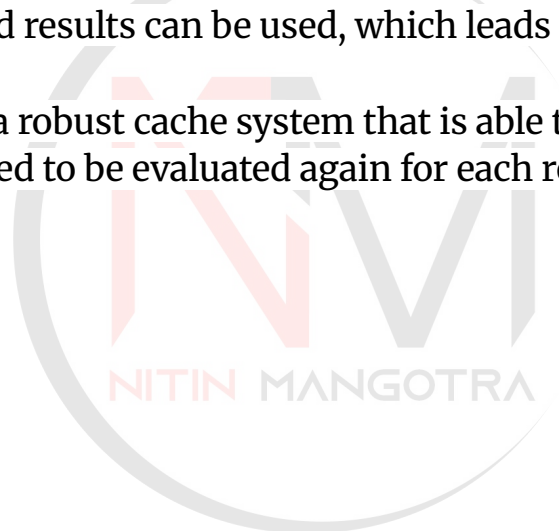 d results can be used, which leads
a robust cache system that is able t
ed to be evaluated again for each r
NM
NITIN MANGOTRA